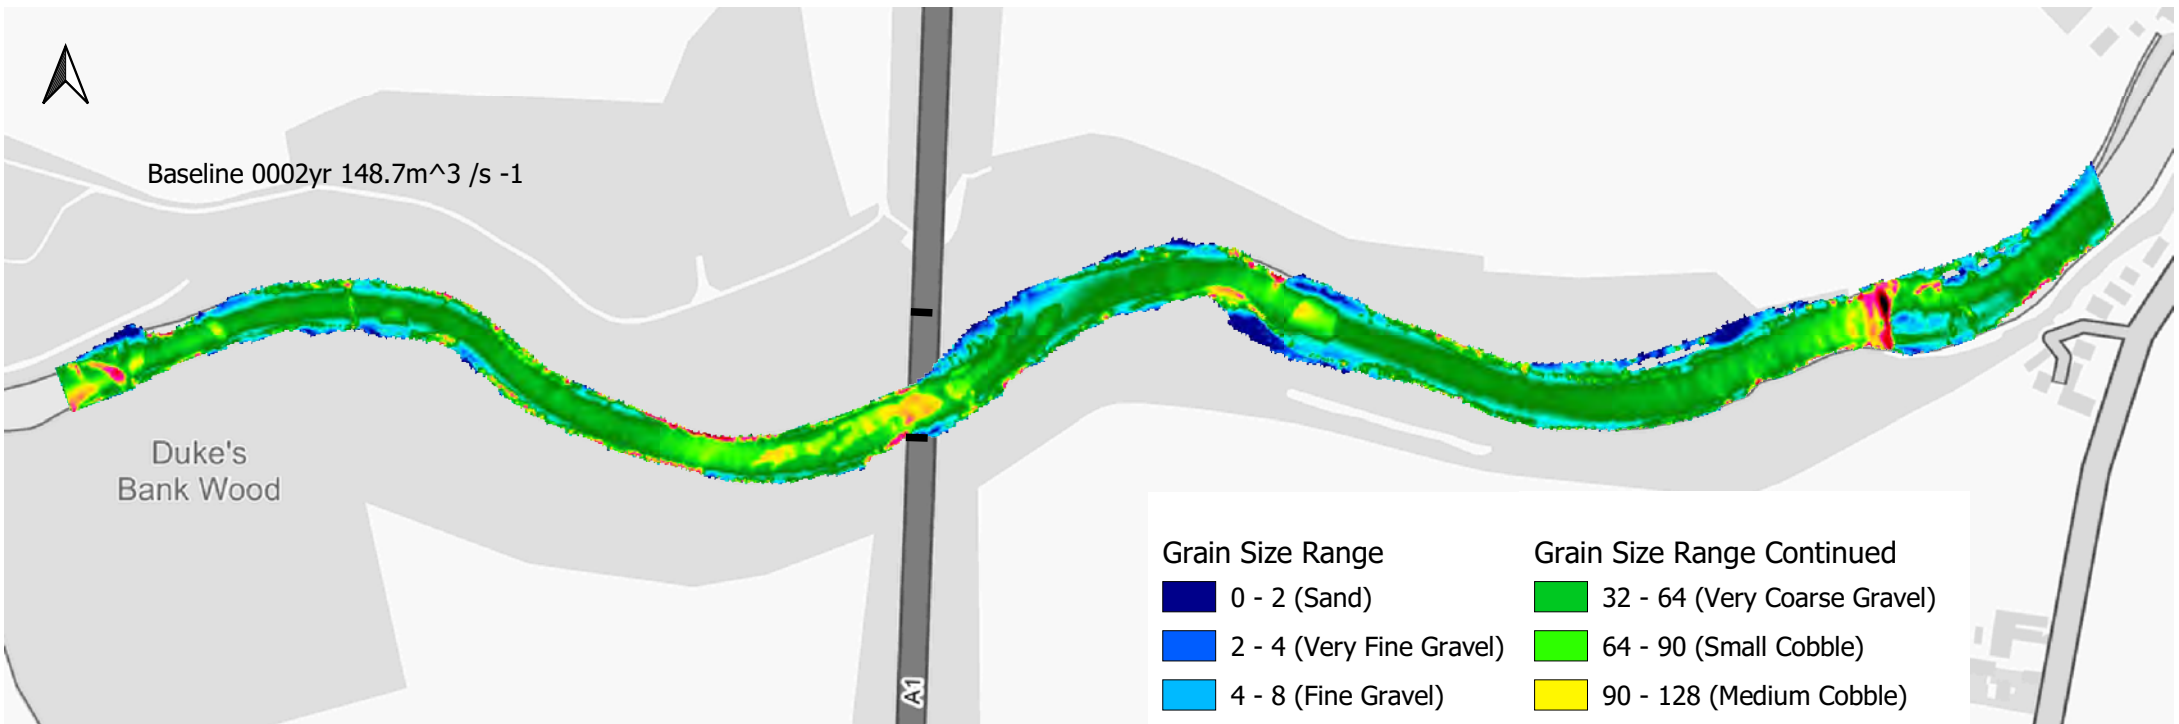 Baseline 0002yr 148.7m^3 /s -1
Duke's
Bank Wood
A1
Grain Size Range
0 - 2 (Sand)
2 - 4 (Very Fine Gravel)
4 - 8 (Fine Gravel)
Grain Size Range Continued
32 - 64 (Very Coarse Gravel)
64 - 90 (Small Cobble)
90 - 128 (Medium Cobble)